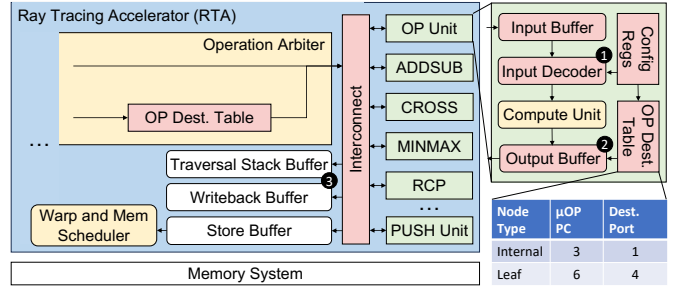 Ray Tracing Accelerator (RTA)
Operation Arbiter
OP Dest. Table
...
Traversal Stack Buffer
3
Writeback Buffer
Warp and Mem
Scheduler
Store Buffer
Memory System
Interconnect
OP Unit
ADDSUB
CROSS
MINMAX
RCP
...
PUSH Unit
Input Buffer
1
Input Decoder
Config
Regs
Compute Unit
2
Output Buffer
OP Dest.
Table
Node
Type
µOP
PC
Dest.
Port
Internal 3 1
Leaf 6 4